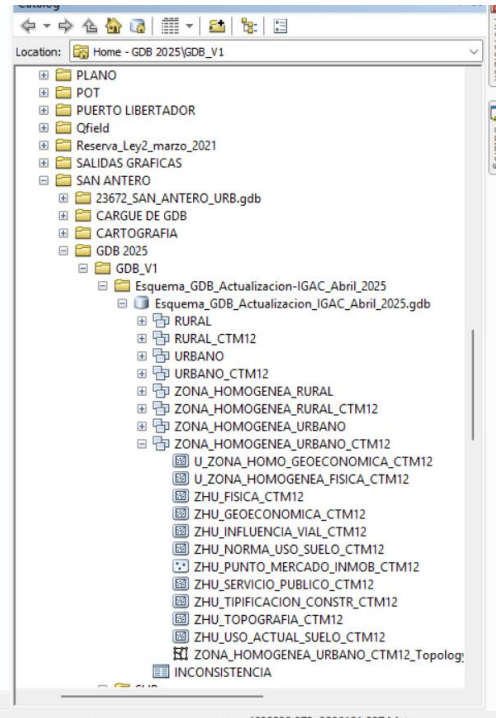 Location: Home - GDB 2025\GDB_V1
PLANO
POT
PUERTO LIBERTADOR
Qfield
Reserva_Ley2_marzo_2021
SALIDAS GRAFICAS
SAN ANTERO
23672_SAN_ANTERO_URB.gdb
CARGUE DE GDB
CARTOGRAFIA
GDB 2025
GDB_V1
Esquema_GDB_Actualizacion-IGAC_Abril_2025
Esquema_GDB_Actualizacion_IGAC_Abril_2025.gdb
RURAL
RURAL_CTM12
URBANO
URBANO_CTM12
ZONA_HOMOGENEA_RURAL
ZONA_HOMOGENEA_RURAL_CTM12
ZONA_HOMOGENEA_URBANO
ZONA_HOMOGENEA_URBANO_CTM12
U_ZONA_HOMO_GEOECONOMICA_CTM12
U_ZONA_HOMOGENEA_FISICA_CTM12
ZHU_FISICA_CTM12
ZHU_GEOECONOMICA_CTM12
ZHU_INFLUENCIA_VIAL_CTM12
ZHU_NORMA_USO_SUELO_CTM12
ZHU_PUNTO_MERCADO_INMOB_CTM12
ZHU_SERVICIO_PUBLICO_CTM12
ZHU_TIPIFICACION_CONSTR_CTM12
ZHU_TOPOGRAFIA_CTM12
ZHU_USO_ACTUAL_SUELO_CTM12
ZONA_HOMOGENEA_URBANO_CTM12_Topology
INCONSISTENCIA